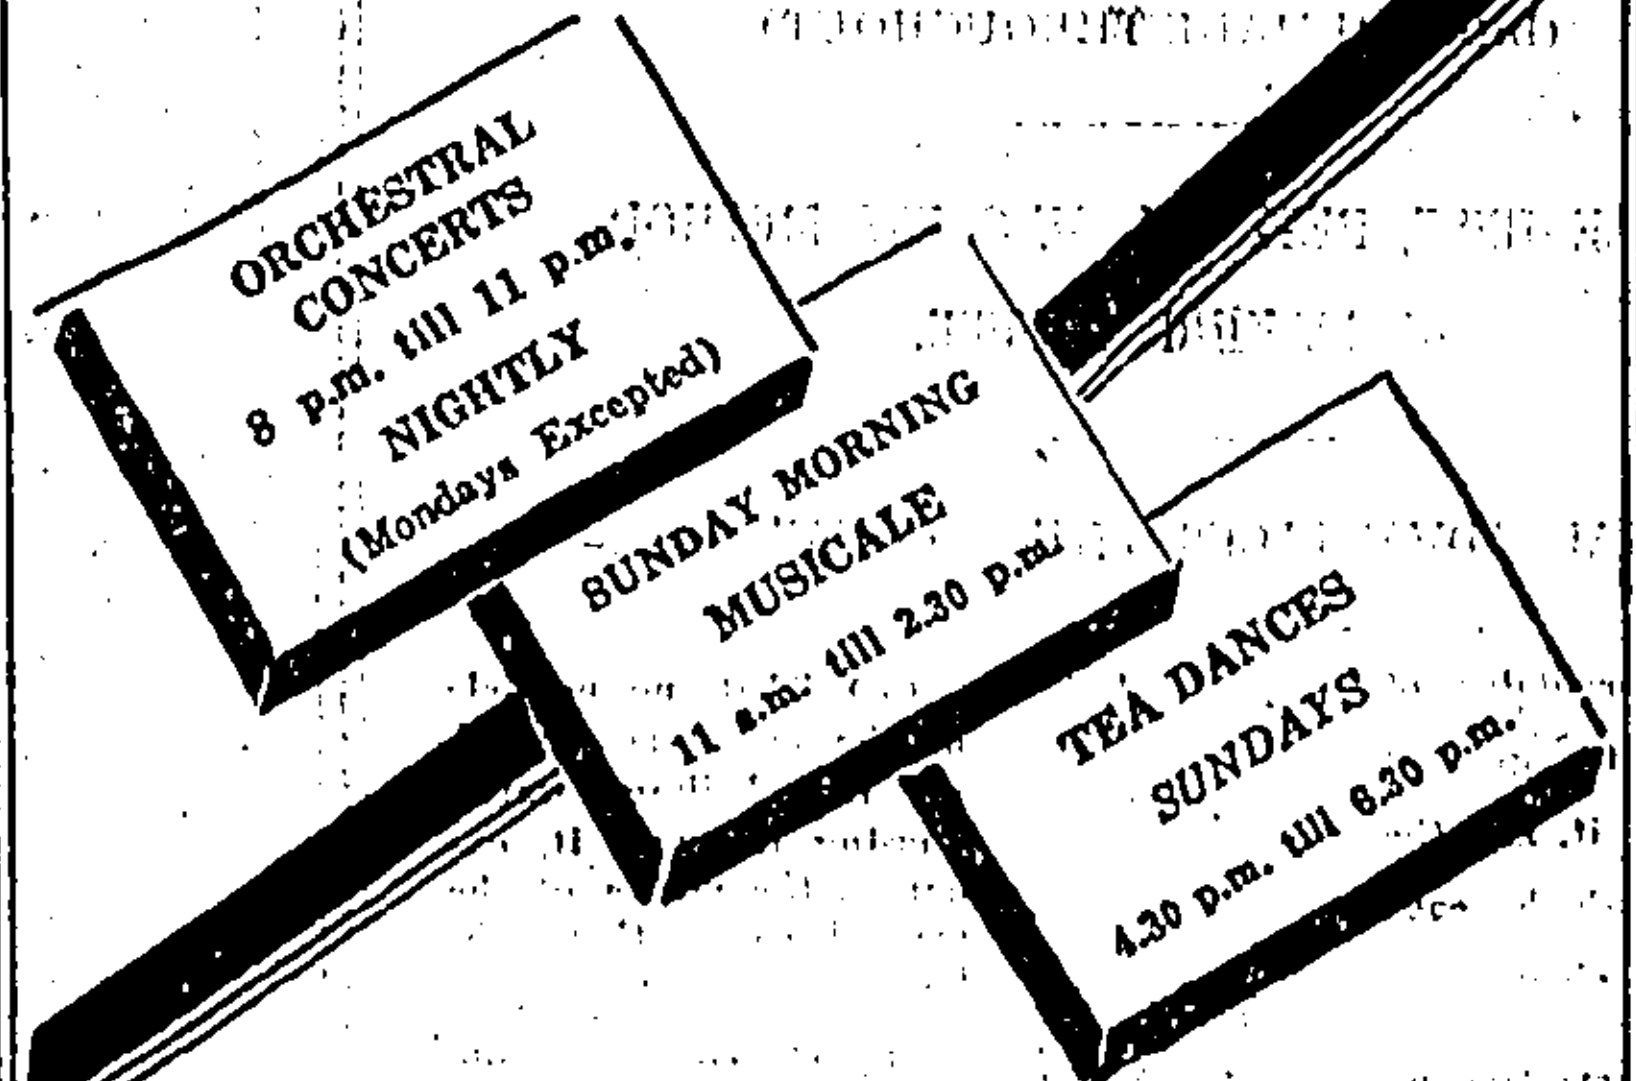 ORCHESTRAL
CONCERTS
8 p.m. till 11 p.m.
NIGHTLY
(Mondays Excepted)
SUNDAY MORNING
MUSICALE
11 a.m. till 2.30 p.m.
TEA DANCES
SUNDAYS
4.30 p.m. till 6.30 p.m.